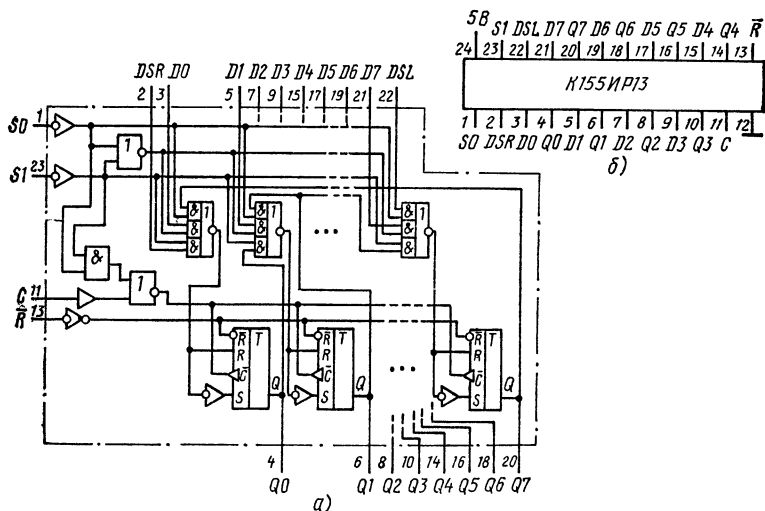 5В S1 DSL D7 Q7 D6 Q6 D5 Q5 D4 Q4 R̅
24 23 22 21 20 19 18 17 16 15 14 13
К155ИР13
1 2 3 4 5 6 7 8 9 10 11 12
S0 DSR D0 Q0 D1 Q1 D2 Q2 D3 Q3 C
б)
DSR D0 D1 D2 D3 D4 D5 D6 D7 DSL
2 3 5 7 9 15 17 19 21 22
S0 1
1
S1 23
& 1 & 1 & 1
& & &
& & &
&
1
C 11
R̅ 13
R̅ T R̅ T R̅ T
R R R
C̅ C̅ C̅
S Q S Q S Q
4 6 8 10 14 16 18 20
Q0 Q1 Q2 Q3 Q4 Q5 Q6 Q7
а)